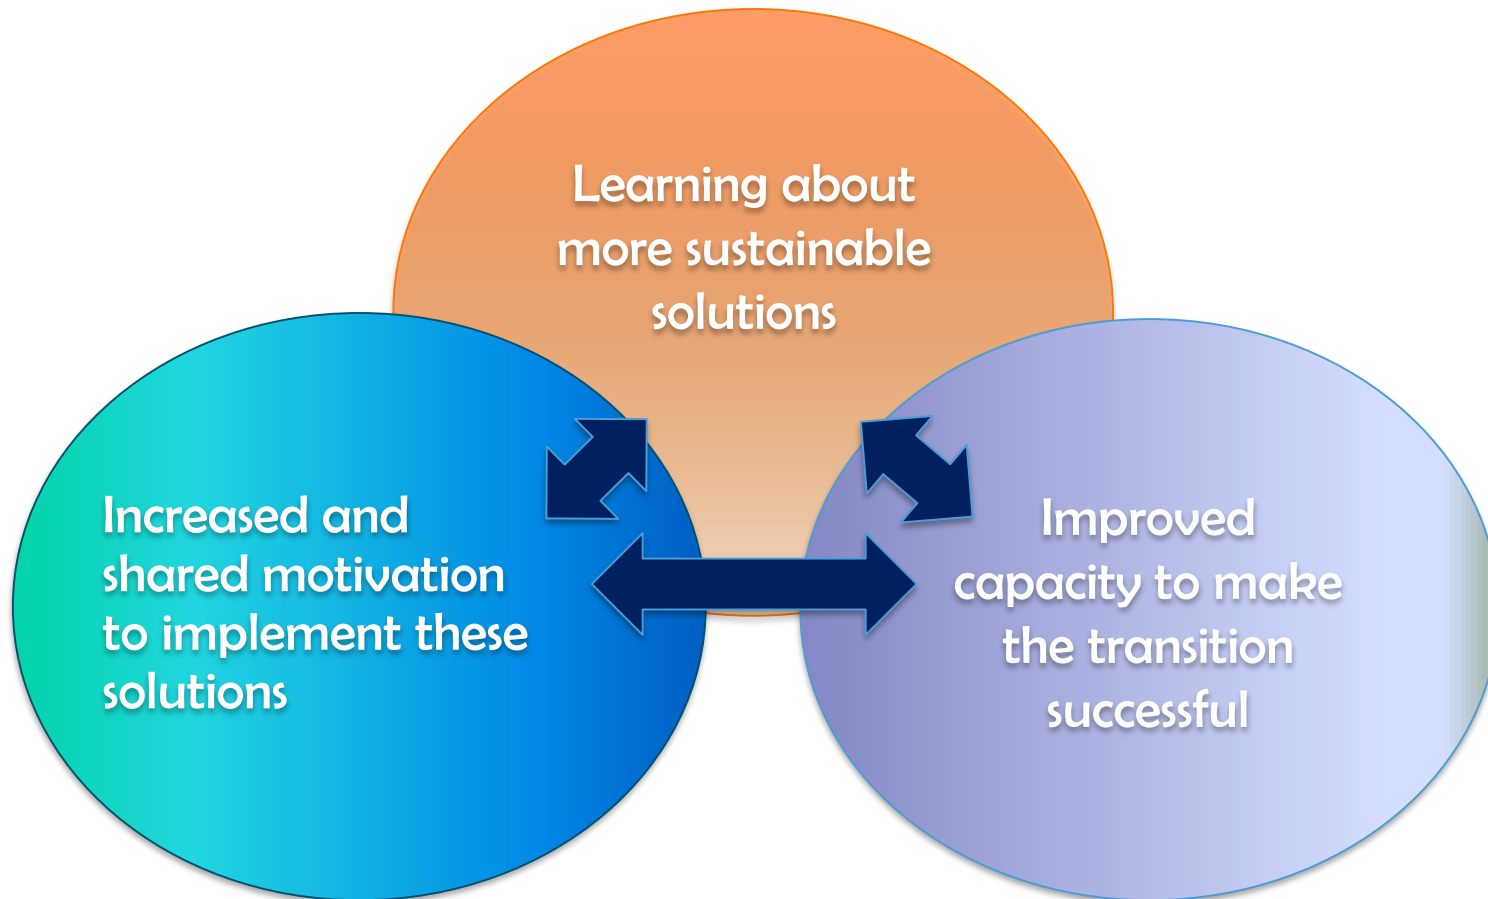 Learning about
more sustainable
solutions
Increased and
shared motivation
to implement these
solutions
Improved
capacity to make
the transition
successful